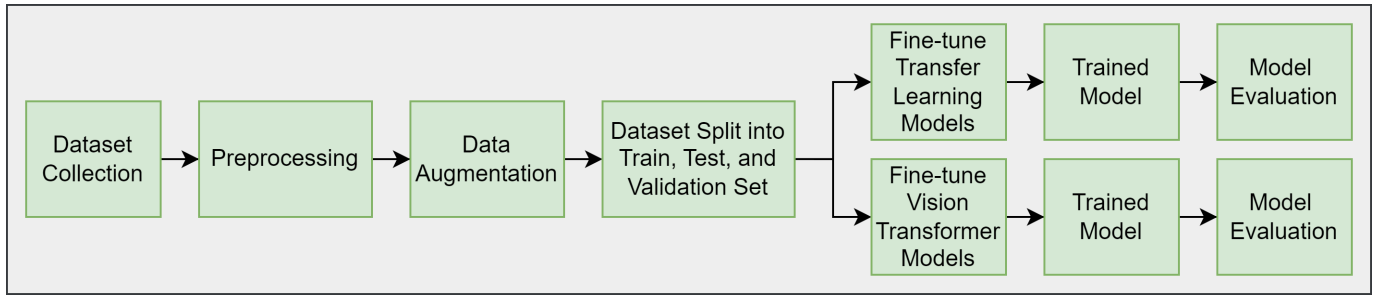 Dataset
Collection
Preprocessing
Data
Augmentation
Dataset Split into
Train, Test, and
Validation Set
Fine-tune
Transfer
Learning
Models
Trained
Model
Model
Evaluation
Fine-tune
Vision
Transformer
Models
Trained
Model
Model
Evaluation